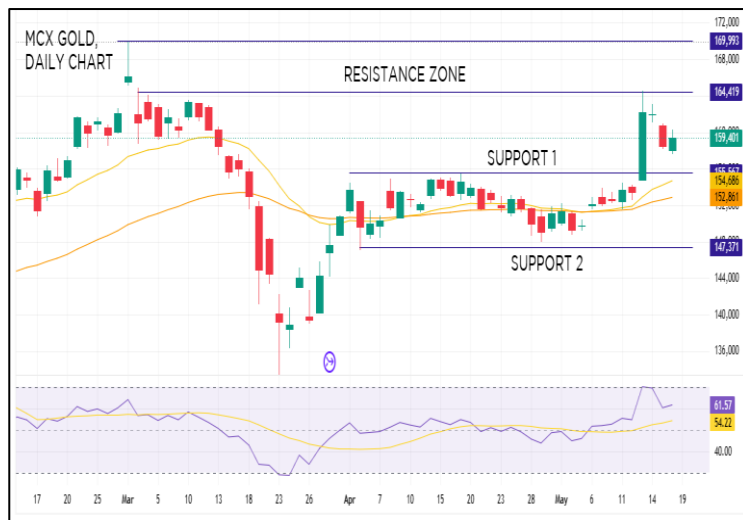 MCX GOLD,
DAILY CHART
RESISTANCE ZONE
SUPPORT 1
SUPPORT 2
172,000
169,993
168,000
164,419
159,401
154,686
152,861
147,371
144,000
140,000
136,000
61.57
54.22
40.00
17 20 25 Mar 5 10 13 18 23 26 Apr 7 10 15 20 23 28 May 6 11 14 19